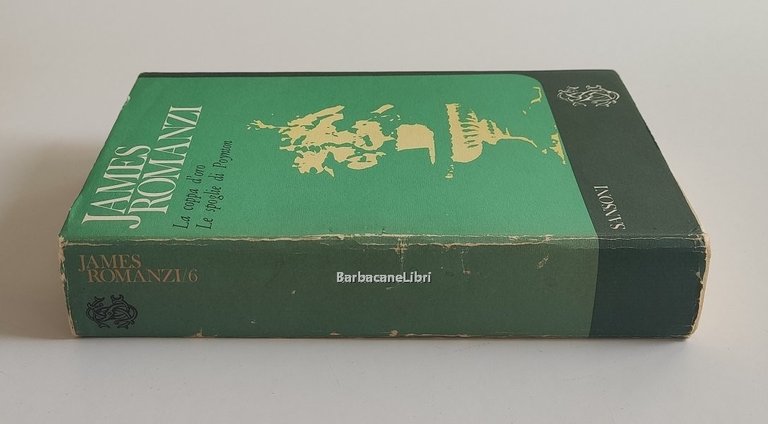 JAMES
ROMANZI
La coppa d'oro
Le spoglie di Poynton
SANSONI
JAMES
ROMANZI/6
BarbacaneLibri